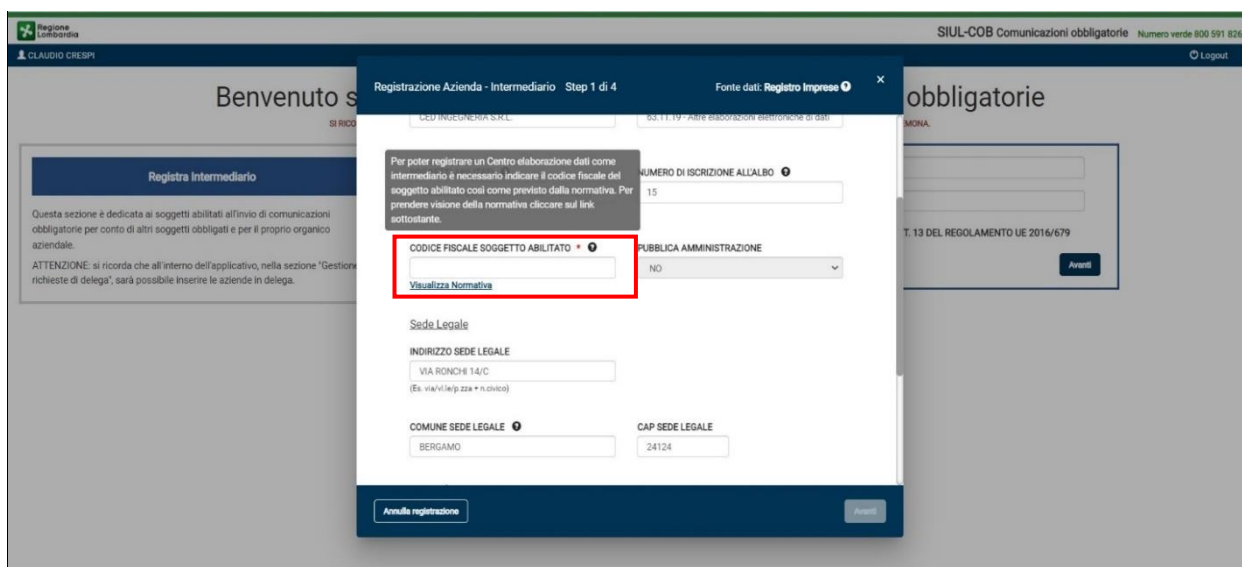 Regione
Lombardia
SIUL-COB Comunicazioni obbligatorie Numero verde 800 591 826
CLAUDIO CRESPI
Logout
Benvenuto s
obbligatorie
SI RICO
MONA.
Registrazione Azienda - Intermediario Step 1 di 4
Fonte dati: Registro Imprese ?
×
CED INGEGNERIA S.R.L.
63.11.19 - Altre elaborazioni elettroniche di dati
Registra Intermediario
Per poter registrare un Centro elaborazione dati come
intermediario è necessario indicare il codice fiscale del
soggetto abilitato così come previsto dalla normativa. Per
prendere visione della normativa cliccare sul link
sottostante.
NUMERO DI ISCRIZIONE ALL'ALBO ?
15
Questa sezione è dedicata ai soggetti abilitati all'invio di comunicazioni
obbligatorie per conto di altri soggetti obbligati e per il proprio organico
aziendale.
ATTENZIONE: si ricorda che all'interno dell'applicativo, nella sezione "Gestione
richieste di delega", sarà possibile inserire le aziende in delega.
T. 13 DEL REGOLAMENTO UE 2016/679
Avanti
CODICE FISCALE SOGGETTO ABILITATO * ?
Visualizza Normativa
PUBBLICA AMMINISTRAZIONE
NO
Sede Legale
INDIRIZZO SEDE LEGALE
VIA RONCHI 14/C
(Es. via/vl.le/p.zza + n.civico)
COMUNE SEDE LEGALE ?
BERGAMO
CAP SEDE LEGALE
24124
Annulla registrazione
Avanti